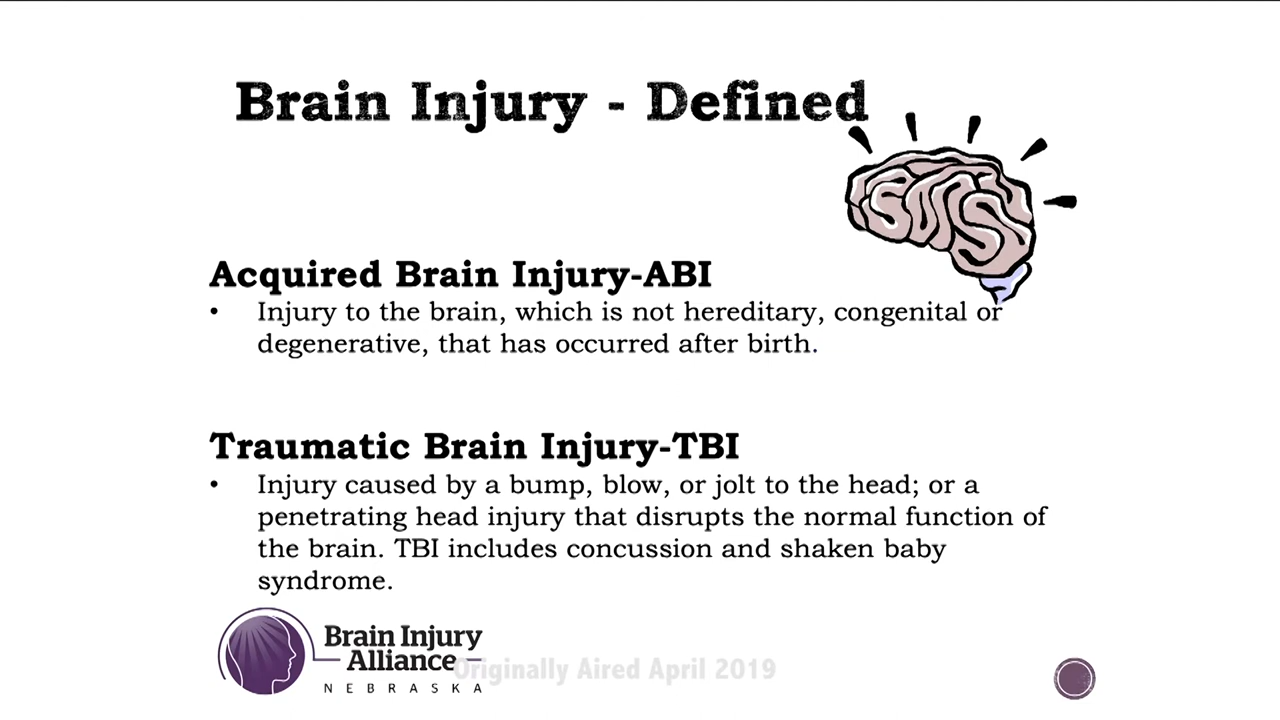 Brain Injury - Defined
Acquired Brain Injury-ABI
• Injury to the brain, which is not hereditary, congenital or
degenerative, that has occurred after birth.
Traumatic Brain Injury-TBI
• Injury caused by a bump, blow, or jolt to the head; or a
penetrating head injury that disrupts the normal function of
the brain. TBI includes concussion and shaken baby
syndrome.
Brain Injury
Alliance
NEBRASKA
Originally Aired April 2019